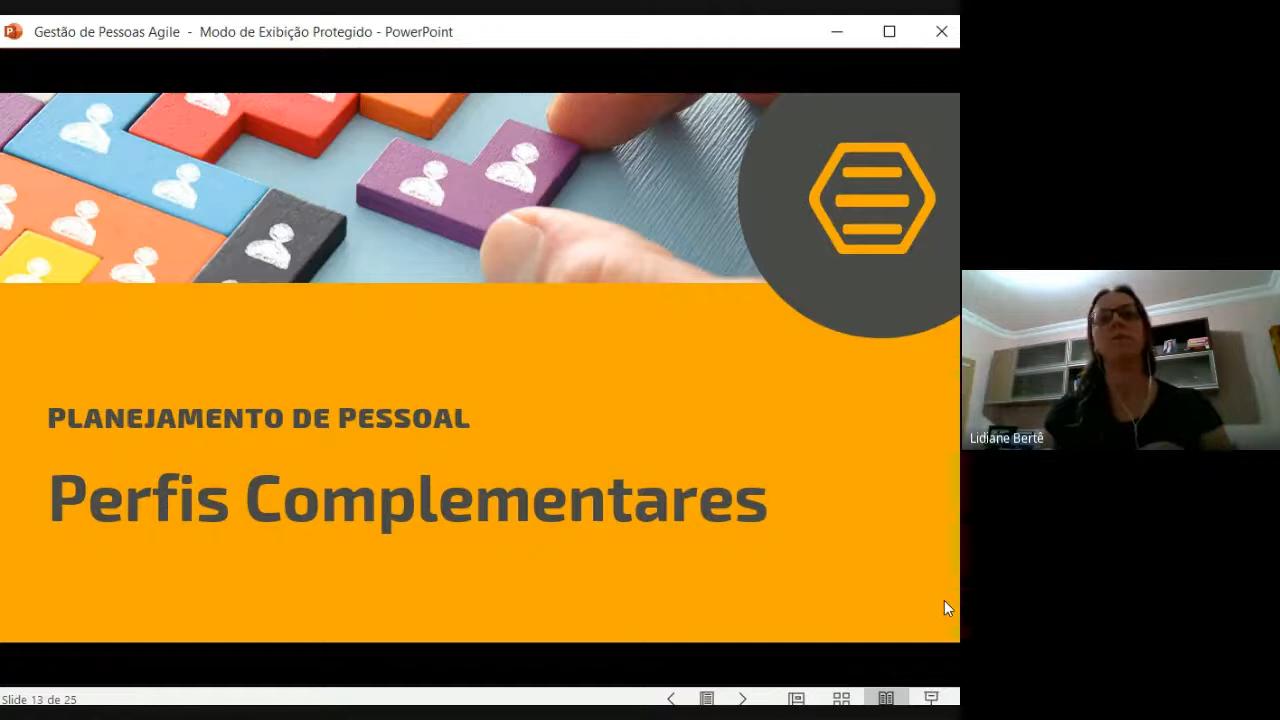 Gestão de Pessoas Agile - Modo de Exibição Protegido - PowerPoint
PLANEJAMENTO DE PESSOAL
Perfis Complementares
Lidiane Bertê
Slide 13 de 25